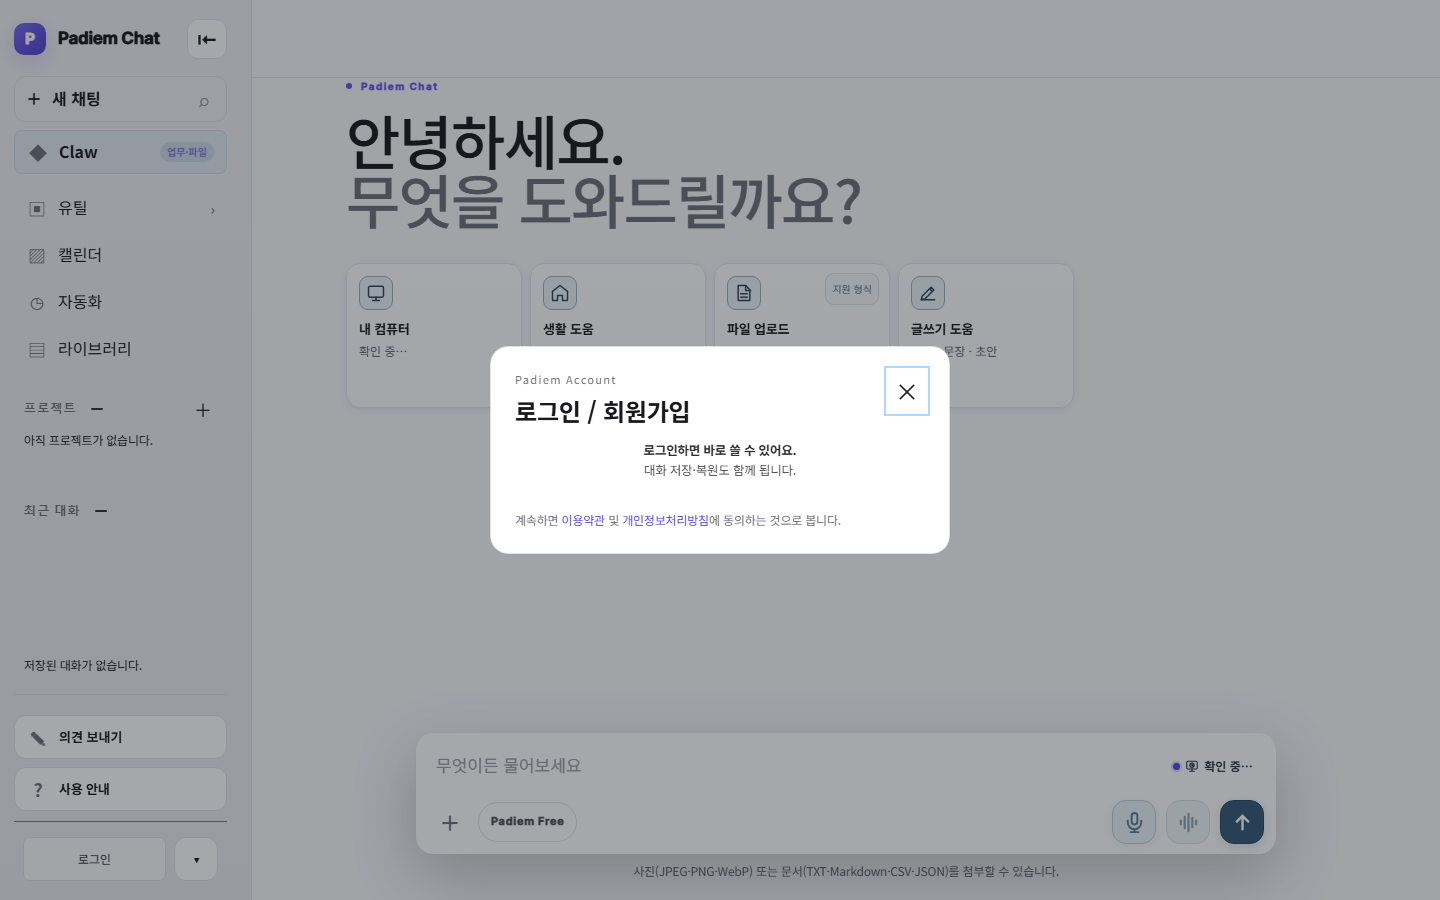 P Padiem Chat
새 채팅
Claw 업무·파일
유틸
캘린더
자동화
라이브러리
프로젝트
아직 프로젝트가 없습니다.
최근 대화
저장된 대화가 없습니다.
의견 보내기
? 사용 안내
로그인
Padiem Chat
안녕하세요.
무엇을 도와드릴까요?
내 컴퓨터
확인 중…
생활 도움
지원 형식
파일 업로드
글쓰기 도움
문장 · 초안
Padiem Account
로그인 / 회원가입
로그인하면 바로 쓸 수 있어요.
대화 저장·복원도 함께 됩니다.
계속하면 이용약관 및 개인정보처리방침에 동의하는 것으로 봅니다.
무엇이든 물어보세요
확인 중…
Padiem Free
사진(JPEG·PNG·WebP) 또는 문서(TXT·Markdown·CSV·JSON)를 첨부할 수 있습니다.